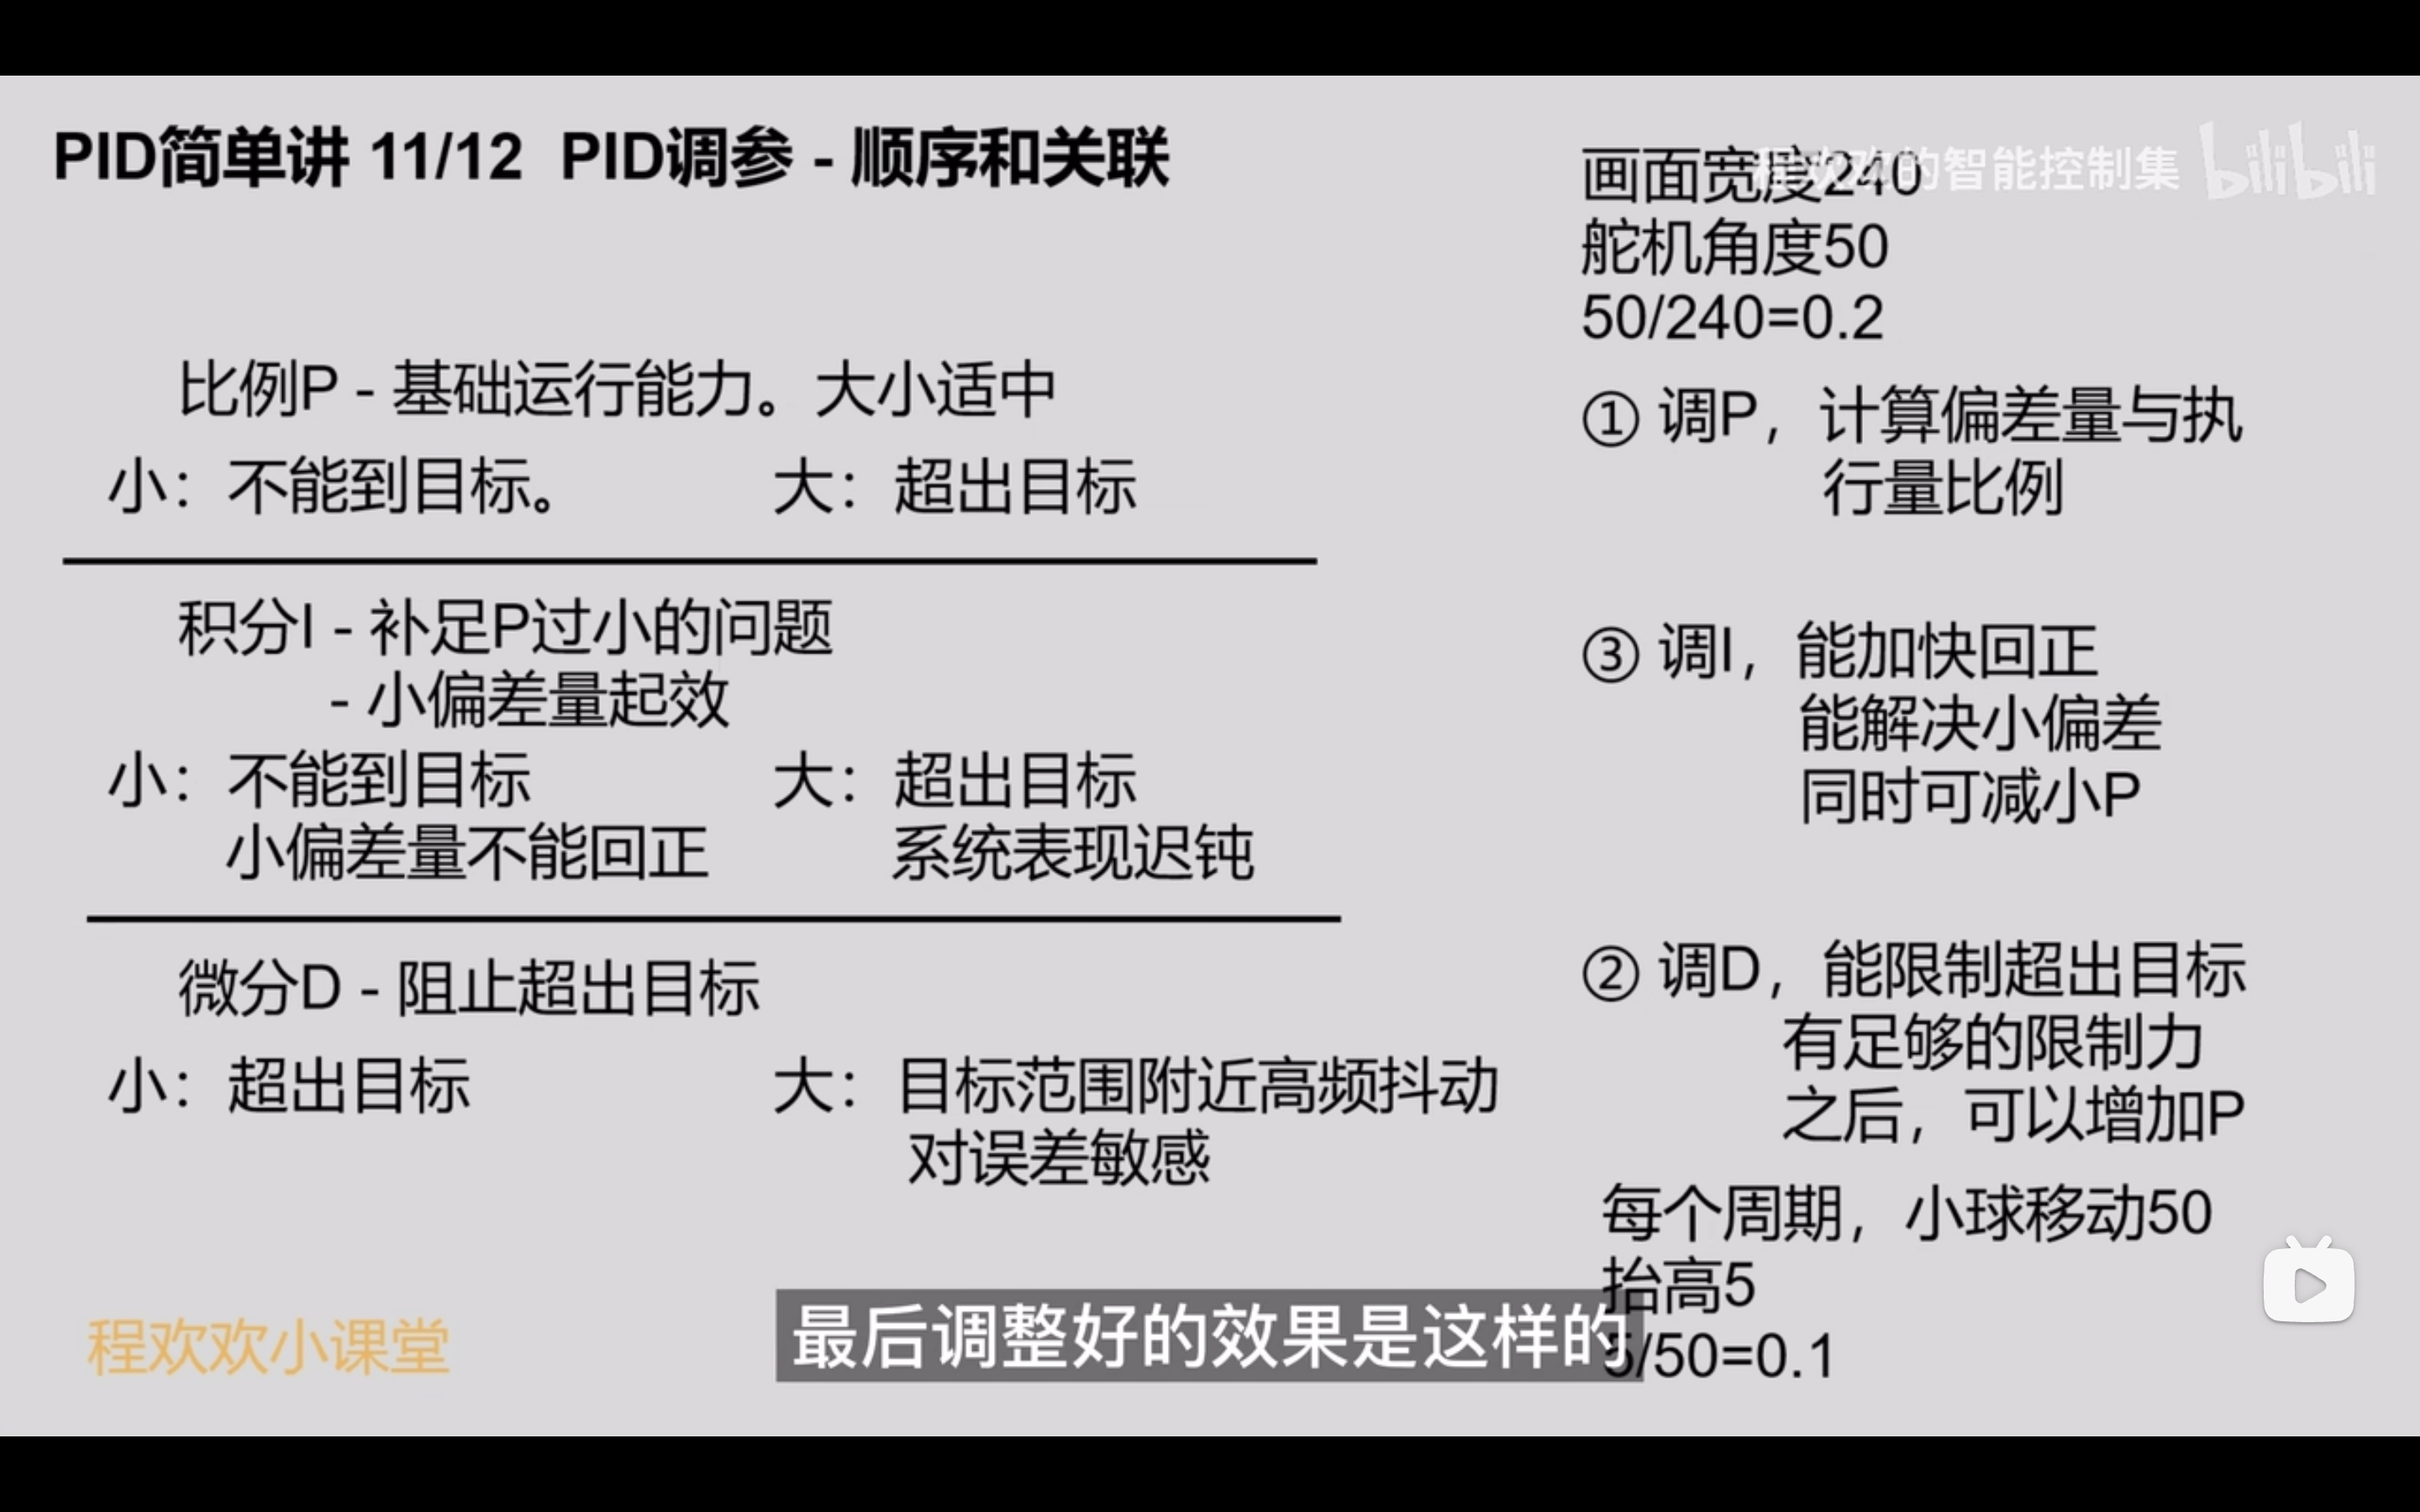 PID简单讲 11/12 PID调参 - 顺序和关联
比例P - 基础运行能力。大小适中
小：不能到目标。 大：超出目标
积分I - 补足P过小的问题
- 小偏差量起效
小：不能到目标 大：超出目标
小偏差量不能回正 系统表现迟钝
微分D - 阻止超出目标
小：超出目标 大：目标范围附近高频抖动
对误差敏感
程欢欢的智能控制集 bilibili
画面宽度240
舵机角度50
50/240=0.2
① 调P，计算偏差量与执
行量比例
③ 调I，能加快回正
能解决小偏差
同时可减小P
② 调D，能限制超出目标
有足够的限制力
之后，可以增加P
每个周期，小球移动50
抬高5
5/50=0.1
程欢欢小课堂
最后调整好的效果是这样的